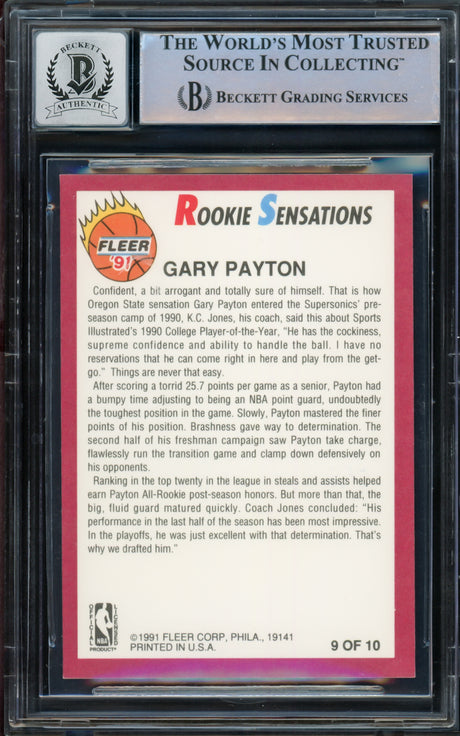 BECKETT
B
AUTHENTIC
THE WORLD'S MOST TRUSTED
SOURCE IN COLLECTING™
B BECKETT GRADING SERVICES
ROOKIE SENSATIONS
FLEER
'91
GARY PAYTON
Confident, a bit arrogant and totally sure of himself. That is how
Oregon State sensation Gary Payton entered the Supersonics' pre-
season camp of 1990, K.C. Jones, his coach, said this about Sports
Illustrated's 1990 College Player-of-the-Year, "He has the cockiness,
supreme confidence and ability to handle the ball. I have no
reservations that he can come right in here and play from the get-
go." Things are never that easy.
After scoring a torrid 25.7 points per game as a senior, Payton had
a bumpy time adjusting to being an NBA point guard, undoubtedly
the toughest position in the game. Slowly, Payton mastered the finer
points of his position. Brashness gave way to determination. The
second half of his freshman campaign saw Payton take charge,
flawlessly run the transition game and clamp down defensively on
his opponents.
Ranking in the top twenty in the league in steals and assists helped
earn Payton All-Rookie post-season honors. But more than that, the
big, fluid guard matured quickly. Coach Jones concluded: "His
performance in the last half of the season has been most impressive.
In the playoffs, he was just excellent with that determination. That's
why we drafted him."
OFFICIAL
LICENSED
NBA
PRODUCT®
©1991 FLEER CORP, PHILA., 19141
PRINTED IN U.S.A.
9 OF 10